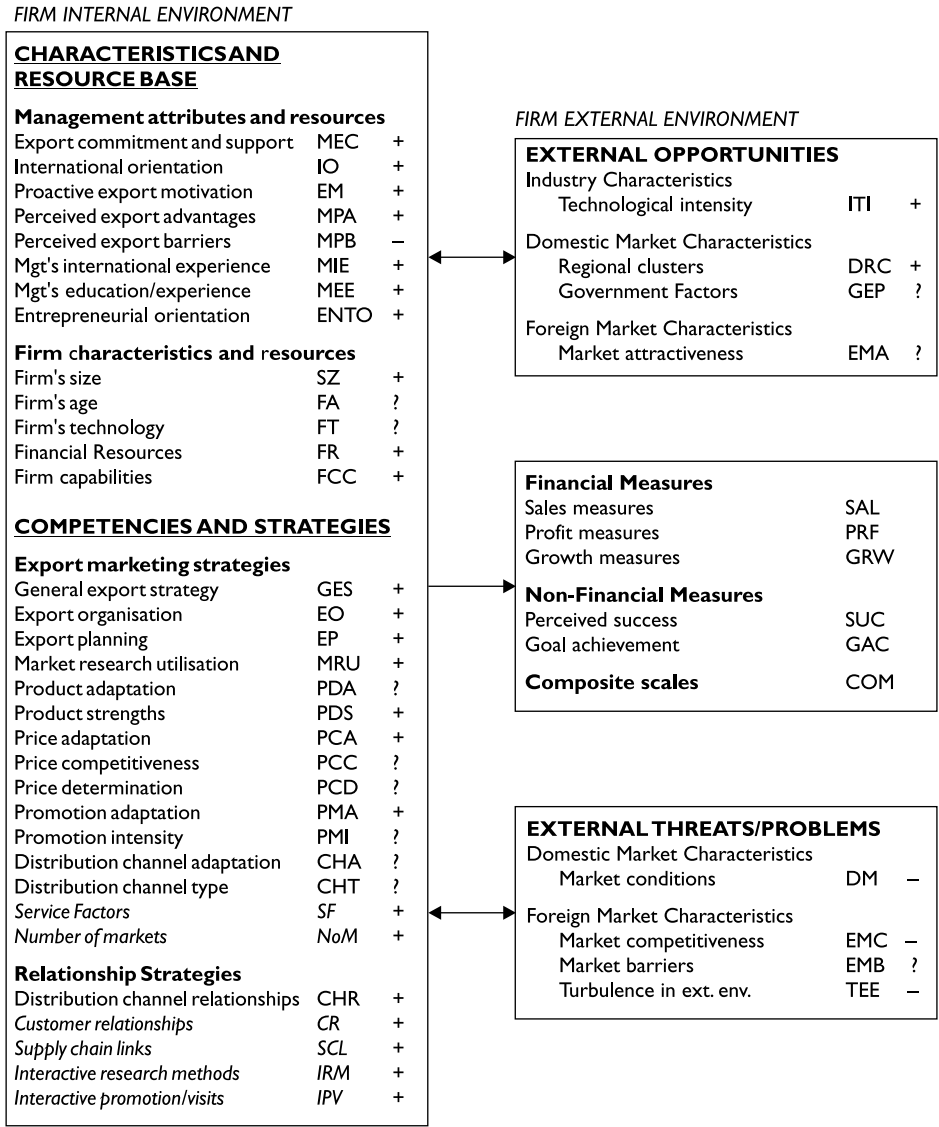 FIRM INTERNAL ENVIRONMENT
CHARACTERISTICS AND
RESOURCE BASE
Management attributes and resources
Export commitment and support MEC +
International orientation IO +
Proactive export motivation EM +
Perceived export advantages MPA +
Perceived export barriers MPB –
Mgt's international experience MIE +
Mgt's education/experience MEE +
Entrepreneurial orientation ENTO +
Firm characteristics and resources
Firm's size SZ +
Firm's age FA ?
Firm's technology FT ?
Financial Resources FR +
Firm capabilities FCC +
COMPETENCIES AND STRATEGIES
Export marketing strategies
General export strategy GES +
Export organisation EO +
Export planning EP +
Market research utilisation MRU +
Product adaptation PDA ?
Product strengths PDS +
Price adaptation PCA +
Price competitiveness PCC ?
Price determination PCD ?
Promotion adaptation PMA +
Promotion intensity PMI ?
Distribution channel adaptation CHA ?
Distribution channel type CHT ?
Service Factors SF +
Number of markets NoM +
Relationship Strategies
Distribution channel relationships CHR +
Customer relationships CR +
Supply chain links SCL +
Interactive research methods IRM +
Interactive promotion/visits IPV +
FIRM EXTERNAL ENVIRONMENT
EXTERNAL OPPORTUNITIES
Industry Characteristics
Technological intensity ITI +
Domestic Market Characteristics
Regional clusters DRC +
Government Factors GEP ?
Foreign Market Characteristics
Market attractiveness EMA ?
Financial Measures
Sales measures SAL
Profit measures PRF
Growth measures GRW
Non-Financial Measures
Perceived success SUC
Goal achievement GAC
Composite scales COM
EXTERNAL THREATS/PROBLEMS
Domestic Market Characteristics
Market conditions DM –
Foreign Market Characteristics
Market competitiveness EMC –
Market barriers EMB ?
Turbulence in ext. env. TEE –